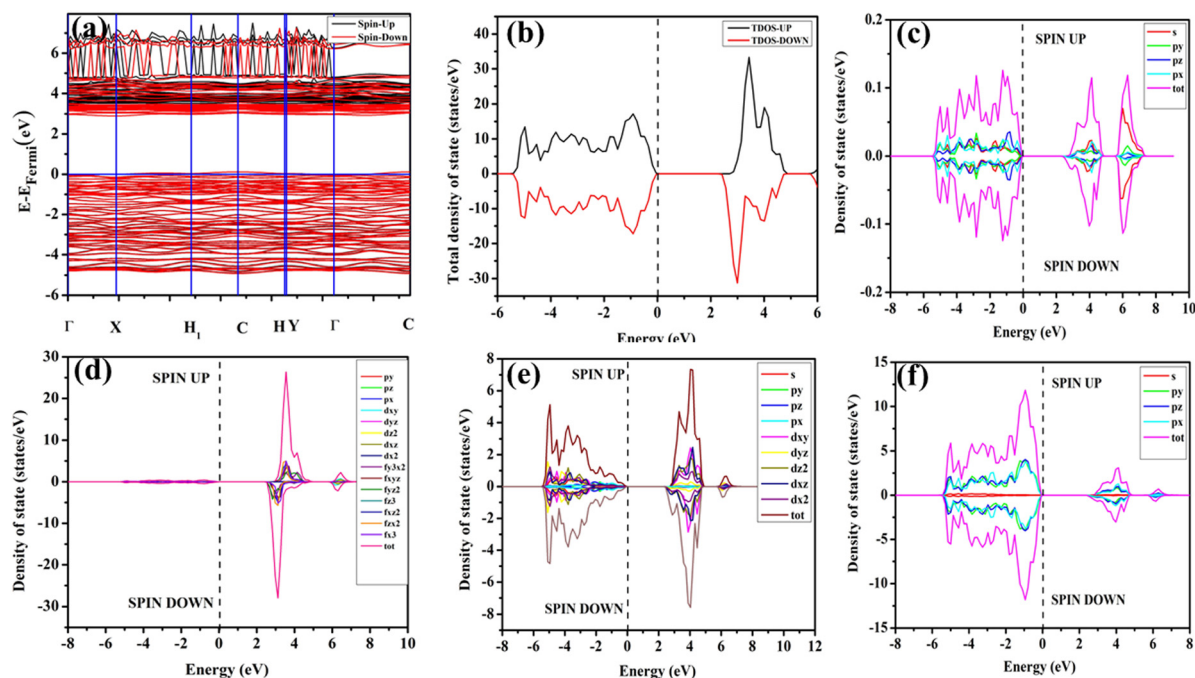 (a)
Spin-Up
Spin-Down
E-E_Fermi(eV)
6
4
2
0
-2
-4
-6
Γ X H_1 C H Y Γ C
(b)
TDOS-UP
TDOS-DOWN
Total density of state (states/eV)
40
30
20
10
0
-10
-20
-30
-6 -4 -2 0 2 4 6
Energy (eV)
(c)
SPIN UP
s
py
pz
px
tot
Density of state (states/eV)
0.2
0.1
0.0
-0.1
-0.2
SPIN DOWN
-8 -6 -4 -2 0 2 4 6 8 10
Energy (eV)
(d)
SPIN UP
py
pz
px
dxy
dyz
dz2
dxz
dx2
fy3x2
fxyz
fyz2
fz3
fxz2
fzx2
fx3
tot
Density of state (states/eV)
30
20
10
0
-10
-20
-30
SPIN DOWN
-8 -6 -4 -2 0 2 4 6 8 10
Energy (eV)
(e)
SPIN UP
s
py
pz
px
dxy
dyz
dz2
dxz
dx2
tot
Density of state (states/eV)
8
6
4
2
0
-2
-4
-6
-8
SPIN DOWN
-8 -6 -4 -2 0 2 4 6 8 10 12
Energy (eV)
(f)
SPIN UP
s
py
pz
px
tot
Density of state (states/eV)
15
10
5
0
-5
-10
-15
SPIN DOWN
-8 -6 -4 -2 0 2 4 6 8
Energy (eV)